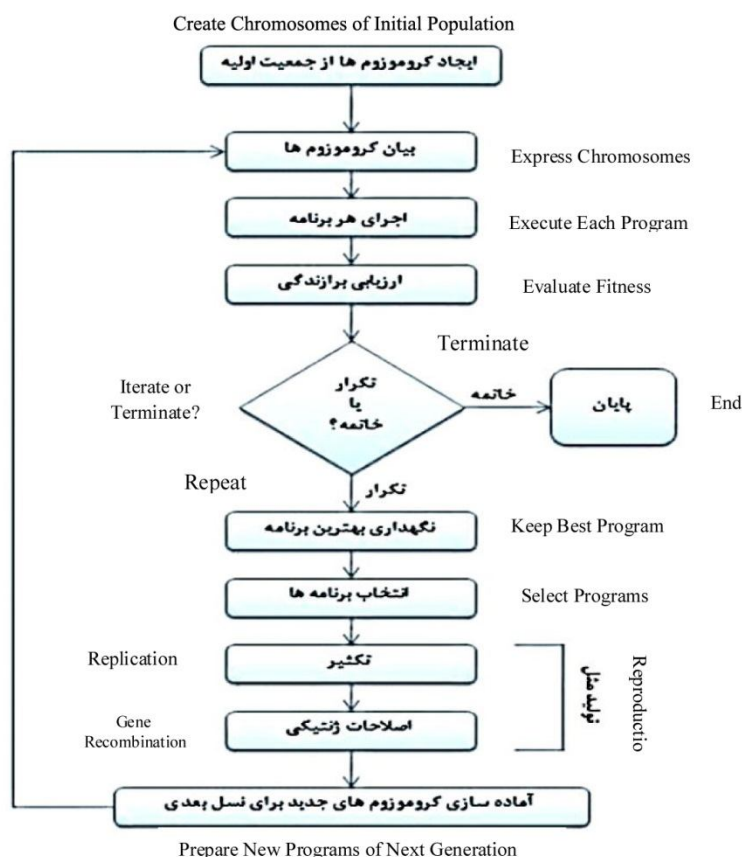 Create Chromosomes of Initial Population
ایجاد کروموزوم ها از جمعیت اولیه
بیان کروموزوم ها
Express Chromosomes
اجرای هر برنامه
Execute Each Program
ارزیابی برازندگی
Evaluate Fitness
Terminate
Iterate or
Terminate?
تکرار
یا
خاتمه؟
خاتمه
پایان
End
Repeat
تکرار
نگهداری بهترین برنامه
Keep Best Program
انتخاب برنامه ها
Select Programs
Replication
تکثیر
تولید مثل
Reproductio
Gene
Recombination
اصلاحات ژنتیکی
آماده سازی کروموزوم های جدید برای نسل بعدی
Prepare New Programs of Next Generation